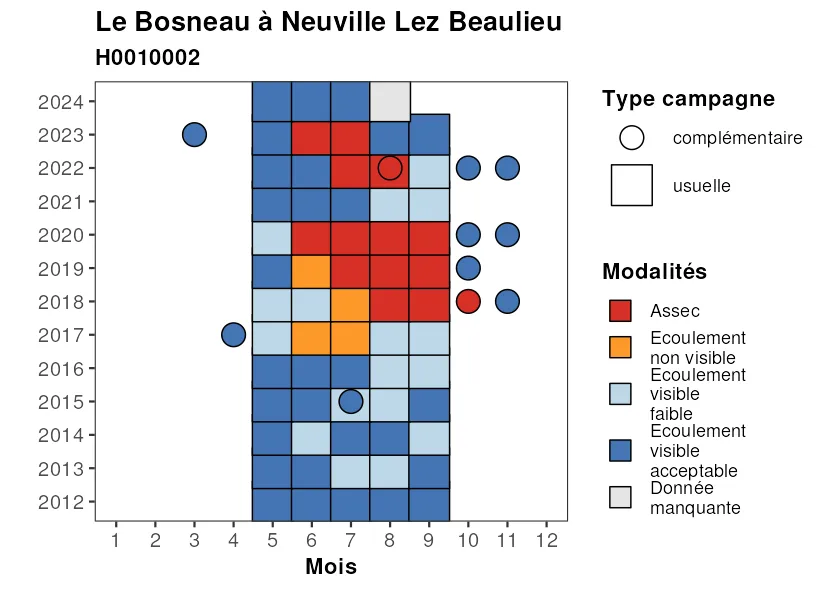 Le Bosneau à Neuville Lez Beaulieu
H0010002
2024
2023
2022
2021
2020
2019
2018
2017
2016
2015
2014
2013
2012
1 2 3 4 5 6 7 8 9 10 11 12
Mois
Type campagne
complémentaire
usuelle
Modalités
Assec
Ecoulement
non visible
Ecoulement
visible
faible
Ecoulement
visible
acceptable
Donnée
manquante